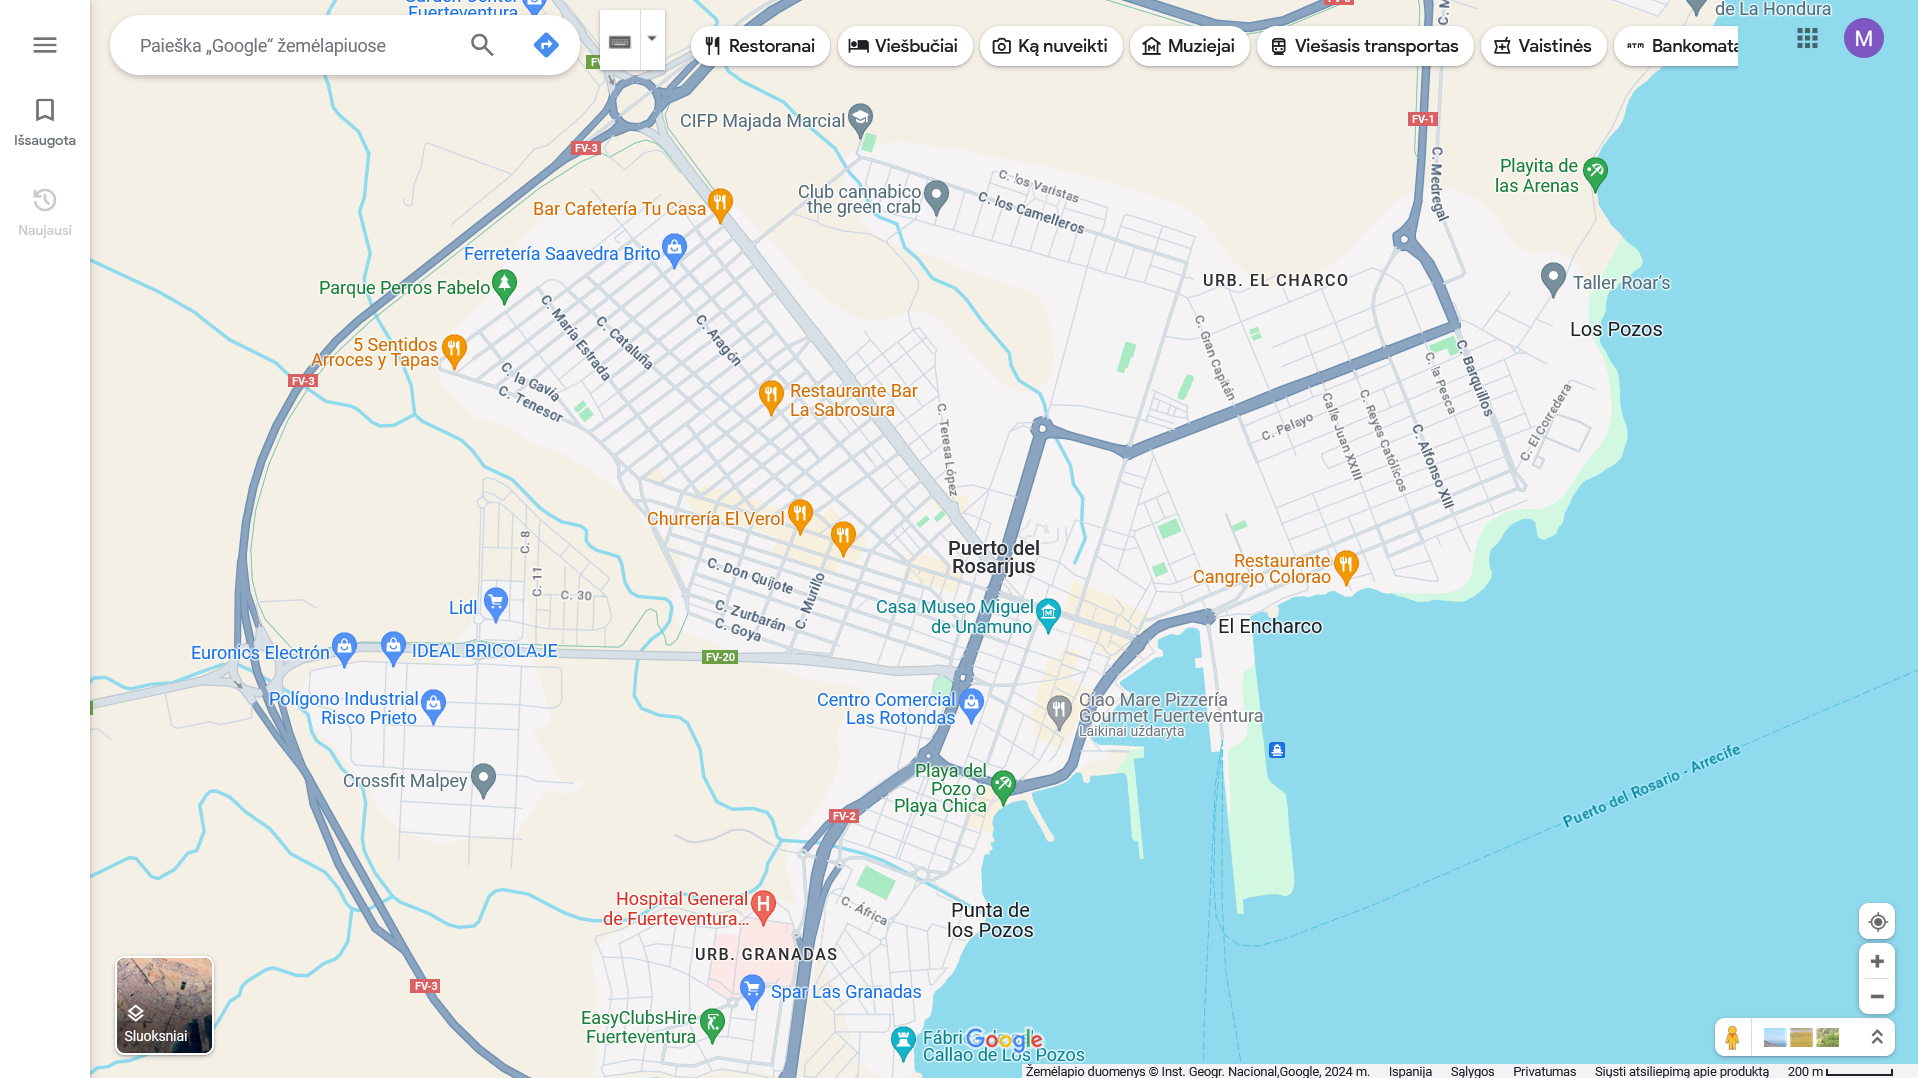 Paieška „Google“ žemėlapiuose
Restoranai
Viešbučiai
Ką nuveikti
Muziejai
Viešasis transportas
Vaistinės
Bankomata
M
Išsaugota
Naujausi
Fuerteventura
de La Hondura
FV-1
C. Medregal
CIFP Majada Marcial
FV-3
Playita de
las Arenas
Club cannabico
the green crab
C. los Varistas
C. los Camelleros
Bar Cafetería Tu Casa
Ferretería Saavedra Brito
Parque Perros Fabelo
URB. EL CHARCO
Taller Roar's
Los Pozos
5 Sentidos
Arroces y Tapas
C. María Estrada
C. Cataluña
C. Aragón
C. Gran Capitán
FV-3
C. la Gavia
C. Tenesor
Restaurante Bar
La Sabrosura
C. Teresa López
C. Pelayo
Calle Juan XXIII
C. Reyes Católicos
C. Alfonso XIII
C. la Pesca
C. Barquillos
C. El Corredera
Churrería El Verol
C. 8
C. 11
C. 30
Puerto del
Rosarijus
C. Don Quijote
C. Murillo
C. Zurbarán
C. Goya
Restaurante
Cangrejo Colorao
Lidl
Casa Museo Miguel
de Unamuno
El Encharco
Euronics Electrón
IDEAL BRICOLAJE
FV-20
Polígono Industrial
Risco Prieto
Centro Comercial
Las Rotondas
Ciao Mare Pizzería
Gourmet Fuerteventura
Laikinai uždaryta
Crossfit Malpey
Playa del
Pozo o
Playa Chica
Puerto del Rosario - Arrecife
FV-2
Hospital General
de Fuerteventura...
C. África
Punta de
los Pozos
URB. GRANADAS
FV-3
Spar Las Granadas
EasyClubsHire
Fuerteventura
Callao de Los Pozos
Google
Sluoksniai
Žemėlapio duomenys © Inst. Geogr. Nacional,Google, 2024 m.
Ispanija
Sąlygos
Privatumas
Siųsti atsiliepimą apie produktą
200 m